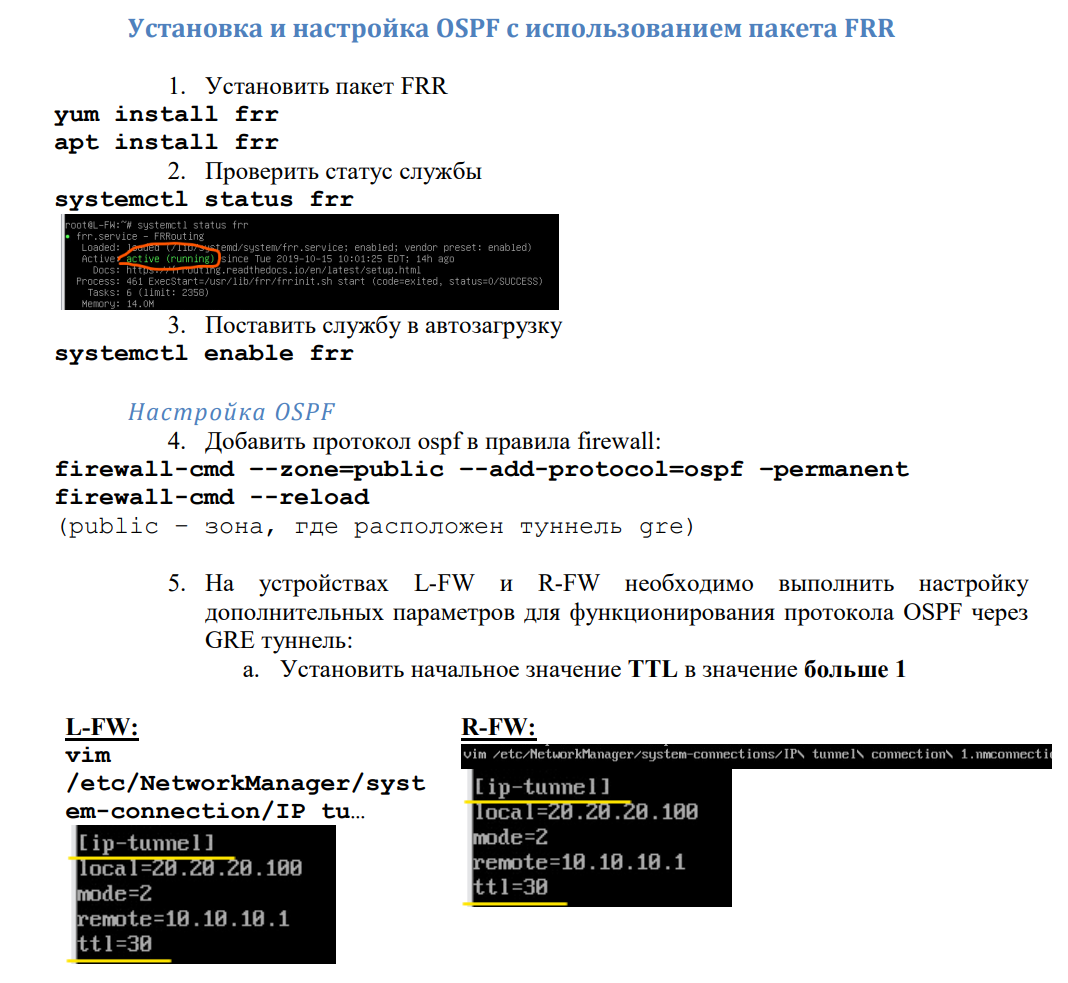 Установка и настройка OSPF с использованием пакета FRR
1. Установить пакет FRR
yum install frr
apt install frr
2. Проверить статус службы
systemctl status frr
root@L-FW:~# systemctl status frr
● frr.service - FRRouting
Loaded: loaded (/lib/systemd/system/frr.service; enabled; vendor preset: enabled)
Active: active (running) since Tue 2019-10-15 10:01:25 EDT; 14h ago
Docs: https://frrouting.readthedocs.io/en/latest/setup.html
Process: 461 ExecStart=/usr/lib/frr/frrinit.sh start (code=exited, status=0/SUCCESS)
Tasks: 6 (limit: 2358)
Memory: 14.0M
3. Поставить службу в автозагрузку
systemctl enable frr
Настройка OSPF
4. Добавить протокол ospf в правила firewall:
firewall-cmd --zone=public --add-protocol=ospf –permanent
firewall-cmd --reload
(public – зона, где расположен туннель gre)
5. На устройствах L-FW и R-FW необходимо выполнить настройку
дополнительных параметров для функционирования протокола OSPF через
GRE туннель:
a. Установить начальное значение TTL в значение больше 1
L-FW:
vim
/etc/NetworkManager/syst
em-connection/IP tu…
[ip-tunnel]
local=20.20.20.100
mode=2
remote=10.10.10.1
ttl=30
R-FW:
vim /etc/NetworkManager/system-connections/IP\ tunnel\ connection\ 1.nmconnecti
[ip-tunnel]
local=20.20.20.100
mode=2
remote=10.10.10.1
ttl=30